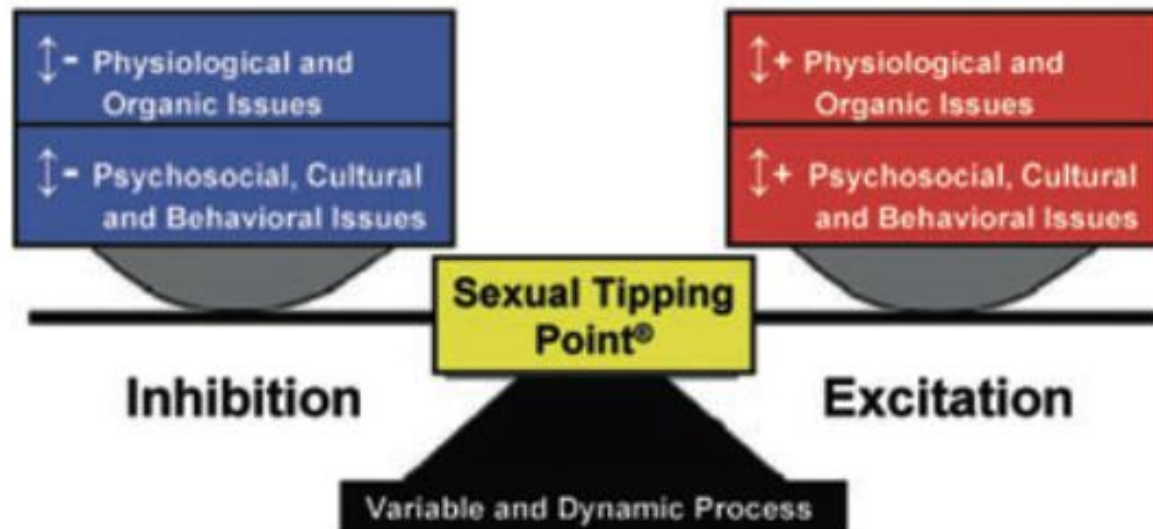 ↕- Physiological and
Organic Issues
↕- Psychosocial, Cultural
and Behavioral Issues
↕+ Physiological and
Organic Issues
↕+ Psychosocial, Cultural
and Behavioral Issues
Sexual Tipping
Point®
Inhibition
Excitation
Variable and Dynamic Process